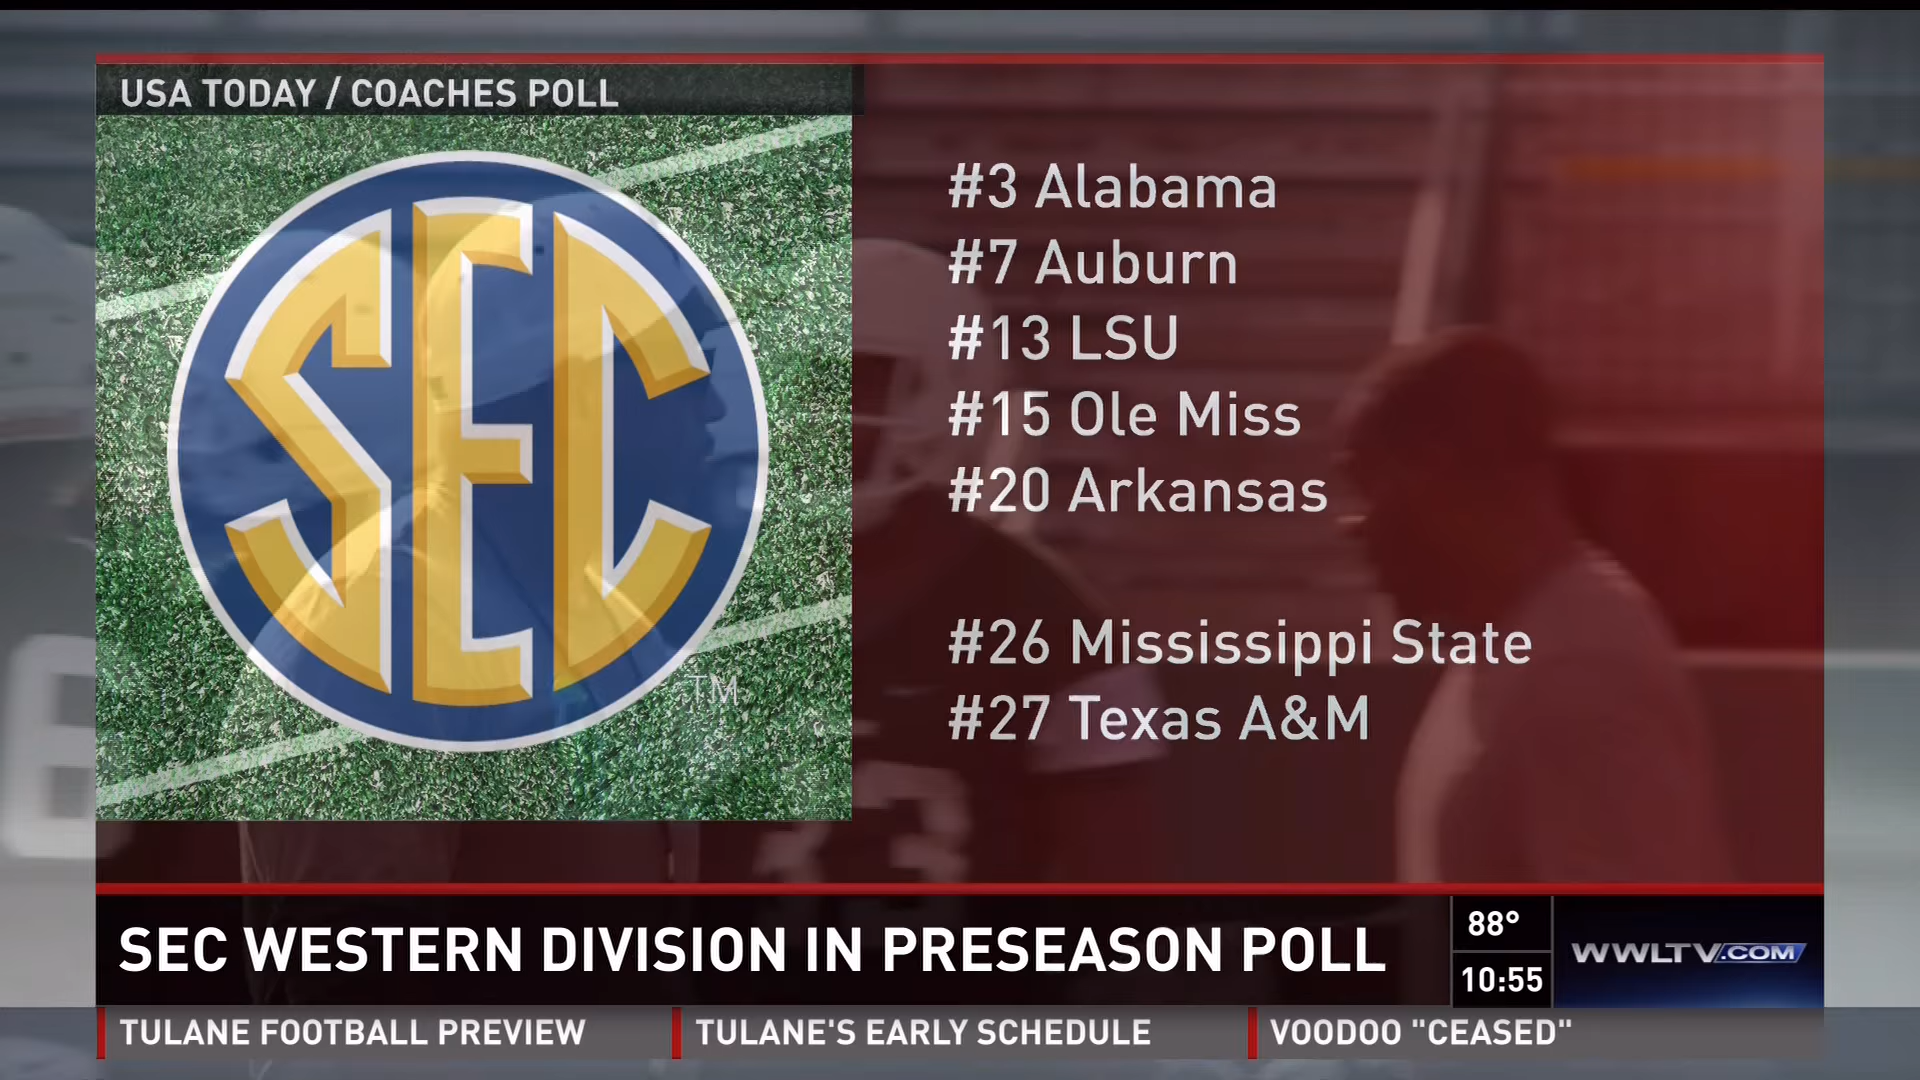 USA TODAY / COACHES POLL
SEC
TM
#3 Alabama
#7 Auburn
#13 LSU
#15 Ole Miss
#20 Arkansas
#26 Mississippi State
#27 Texas A&M
SEC WESTERN DIVISION IN PRESEASON POLL
88°
10:55
WWLTV.COM
TULANE FOOTBALL PREVIEW
TULANE'S EARLY SCHEDULE
VOODOO "CEASED"